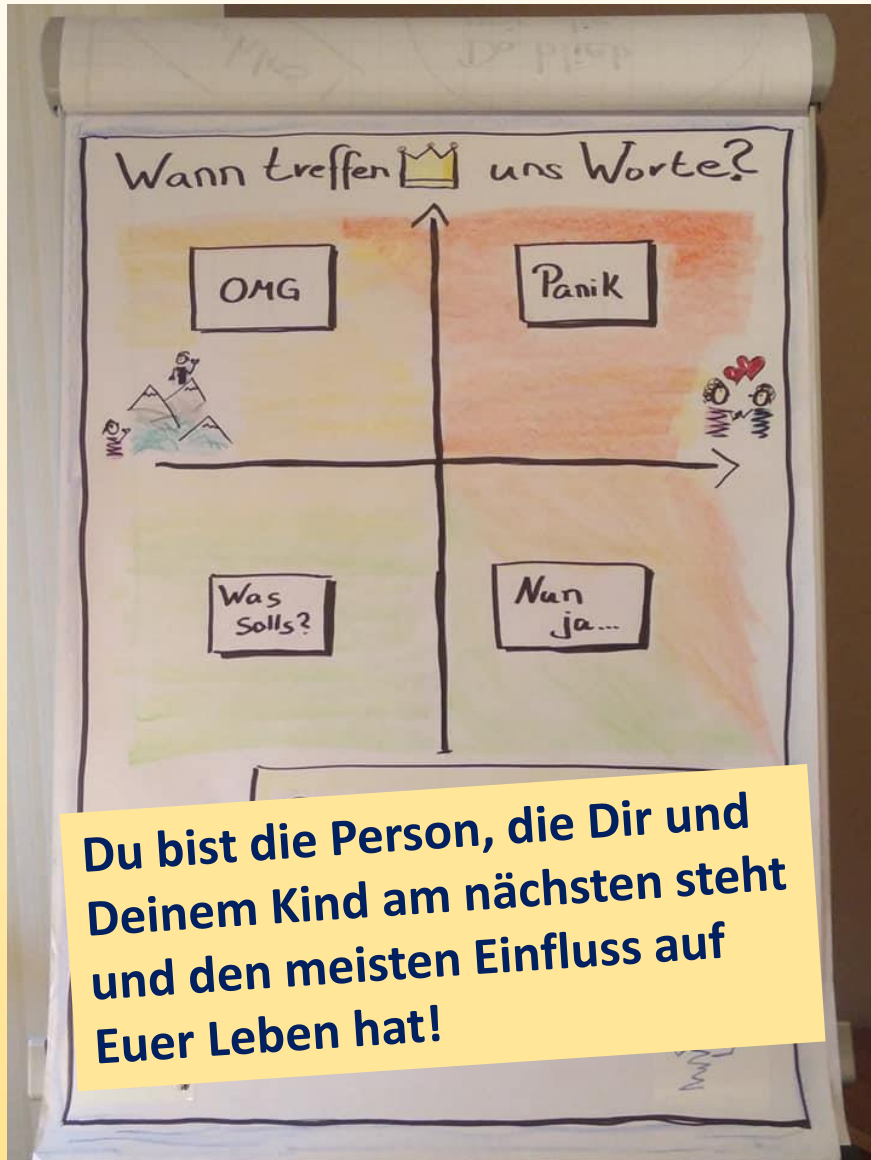 Wann treffen uns Worte?
OMG
Panik
Was
solls?
Nun
ja...
Du bist die Person, die Dir und
Deinem Kind am nächsten steht
und den meisten Einfluss auf
Euer Leben hat!